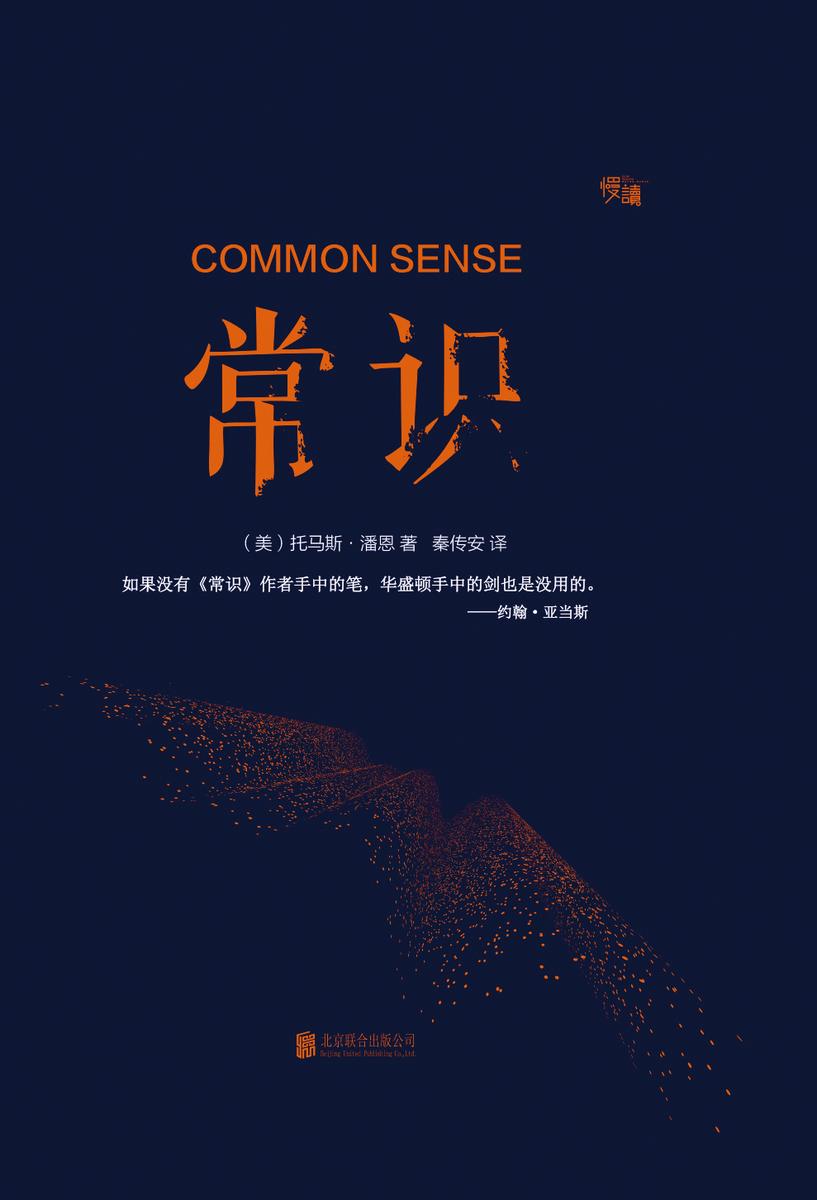 慢讀
COMMON SENSE
常识
（美）托马斯·潘恩 著 秦传安 译
如果没有《常识》作者手中的笔，华盛顿手中的剑也是没用的。
——约翰·亚当斯
北京联合出版公司
Beijing United Publishing Co.,Ltd.